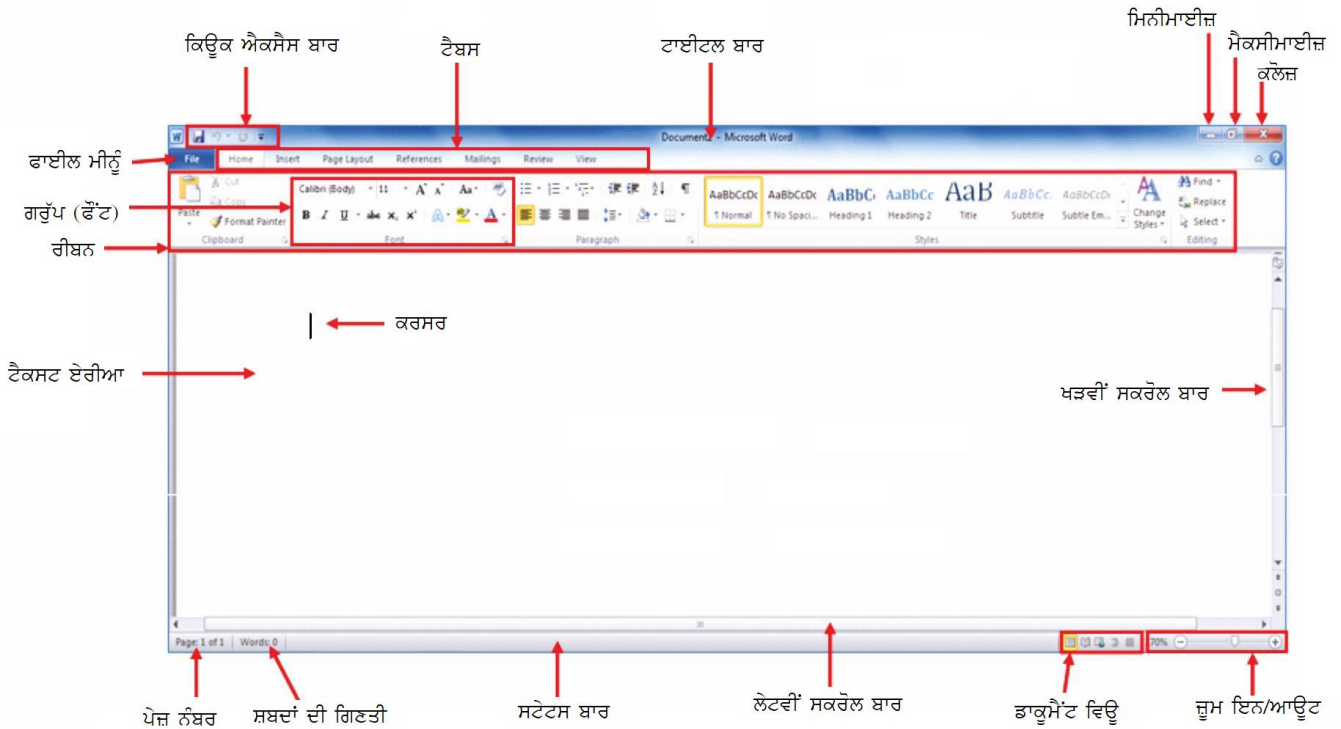 ਮਿਨੀਮਾਈਜ਼
ਕਿਊਕ ਐਕਸੈਸ ਬਾਰ
ਟੈਬਸ
ਟਾਈਟਲ ਬਾਰ
ਮੈਕਸੀਮਾਈਜ਼
ਕਲੋਜ਼
Document2 - Microsoft Word
ਫਾਈਲ ਮੀਨੂੰ
File Home Insert Page Layout References Mailings Review View
Cut
Calibri (Body) 11 A A Aa
Find
Copy
AaBbCcDc AaBbCcDc AaBbC AaBbCc AaB AaBbCc. AaBbCcD
ਗਰੁੱਪ (ਫੌਂਟ)
Replace
Paste
Format Painter
B I U abc x, x' A A
¶ Normal ¶ No Spaci... Heading 1 Heading 2 Title Subtitle Subtle Em...
Change
Styles
Select
ਰੀਬਨ
Clipboard Font Paragraph Styles Editing
ਕਰਸਰ
ਟੈਕਸਟ ਏਰੀਆ
ਖੜਵੀਂ ਸਕਰੋਲ ਬਾਰ
Page: 1 of 1 Words: 0
70%
ਪੇਜ਼ ਨੰਬਰ
ਸ਼ਬਦਾਂ ਦੀ ਗਿਣਤੀ
ਸਟੇਟਸ ਬਾਰ
ਲੇਟਵੀਂ ਸਕਰੋਲ ਬਾਰ
ਡਾਕੂਮੈਂਟ ਵਿਊ
ਜ਼ੂਮ ਇਨ/ਆਊਟ